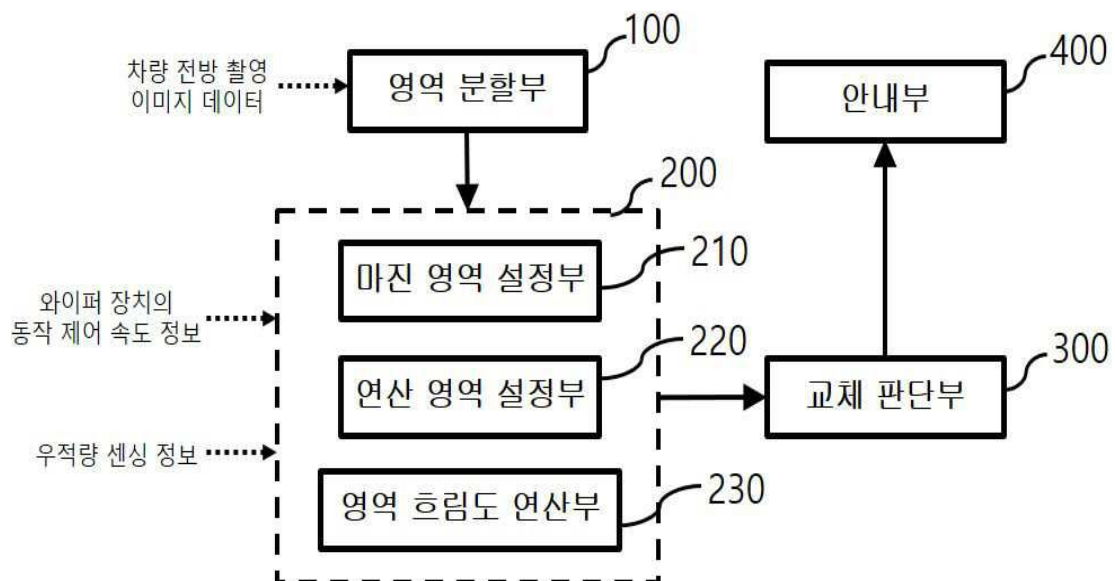 100
차량 전방 촬영
이미지 데이터
영역 분할부
400
안내부
200
210
마진 영역 설정부
와이퍼 장치의
동작 제어 속도 정보
220
연산 영역 설정부
300
교체 판단부
우적량 센싱 정보
230
영역 흐림도 연산부